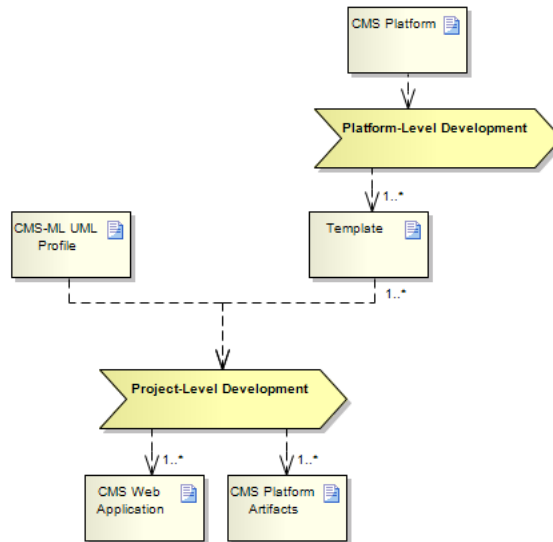 CMS Platform
Platform-Level Development
1..*
CMS-ML UML
Profile
Template
1..*
Project-Level Development
1..*
1..*
CMS Web
Application
CMS Platform
Artifacts